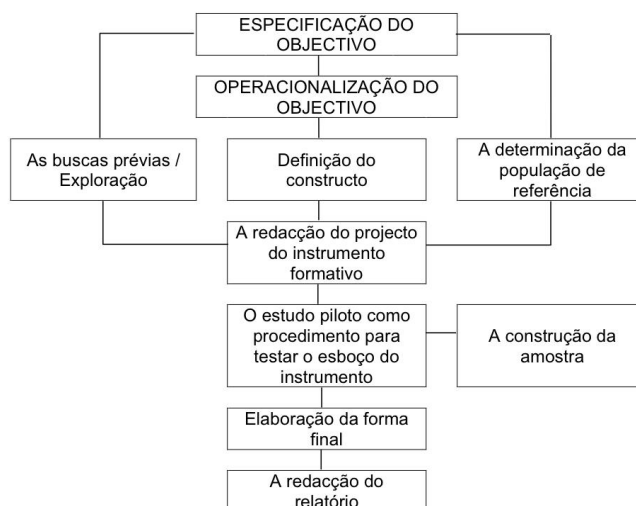 ESPECIFICAÇÃO DO
OBJECTIVO
OPERACIONALIZAÇÃO DO
OBJECTIVO
As buscas prévias /
Exploração
Definição do
constructo
A determinação da
população de
referência
A redacção do projecto
do instrumento
formativo
O estudo piloto como
procedimento para
testar o esboço do
instrumento
A construção da
amostra
Elaboração da forma
final
A redacção do
relatório